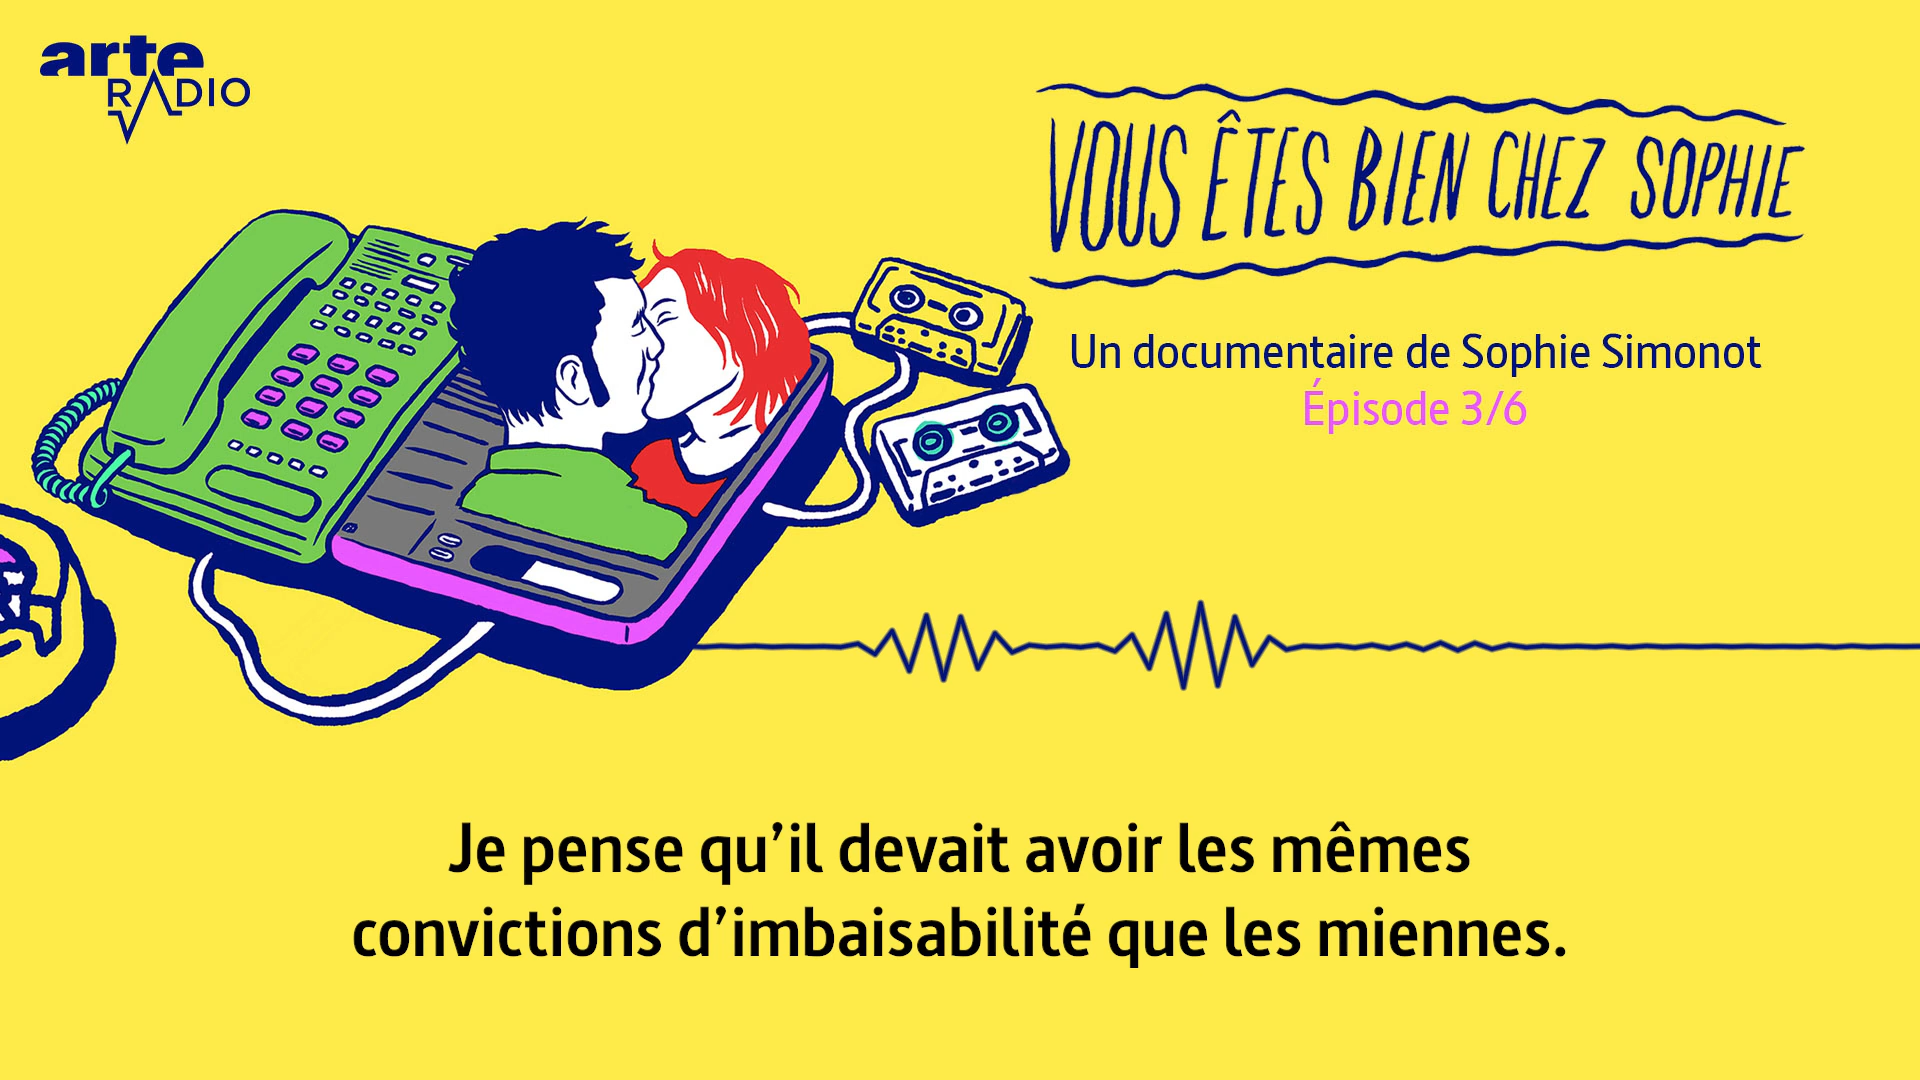 arte
RADIO
VOUS ÊTES BIEN CHEZ SOPHIE
Un documentaire de Sophie Simonot
Épisode 3/6
Je pense qu’il devait avoir les mêmes
convictions d’imbaisabilité que les miennes.